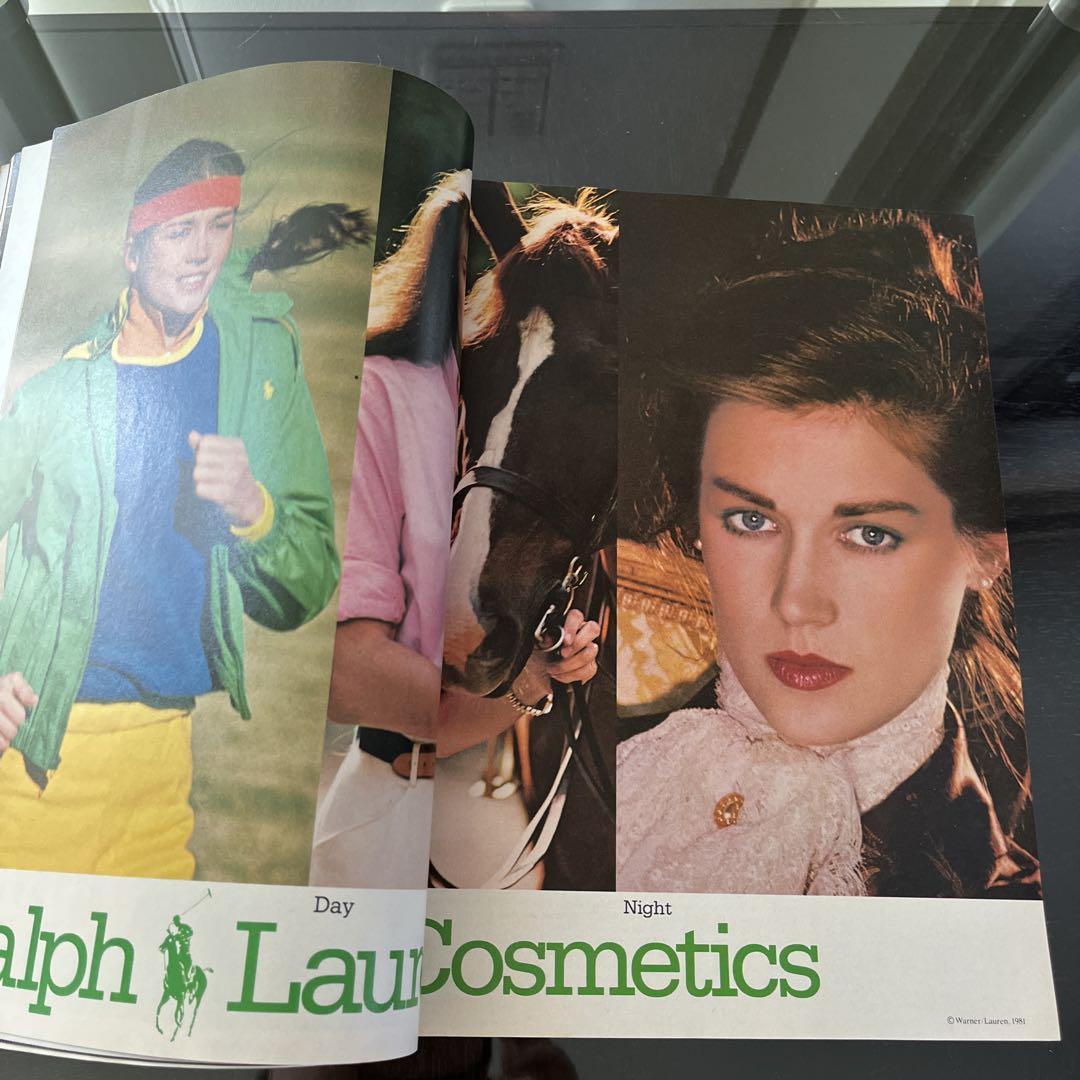 Day
Night
alph Laur Cosmetics
© Warner/Lauren, 1981